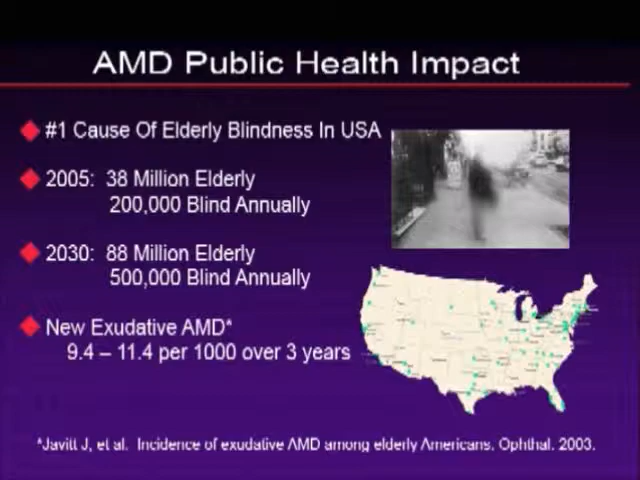 AMD Public Health Impact
#1 Cause Of Elderly Blindness In USA
2005: 38 Million Elderly
200,000 Blind Annually
2030: 88 Million Elderly
500,000 Blind Annually
New Exudative AMD*
9.4 – 11.4 per 1000 over 3 years
*Javitt J, et al. Incidence of exudative AMD among elderly Americans. Ophthal. 2003.